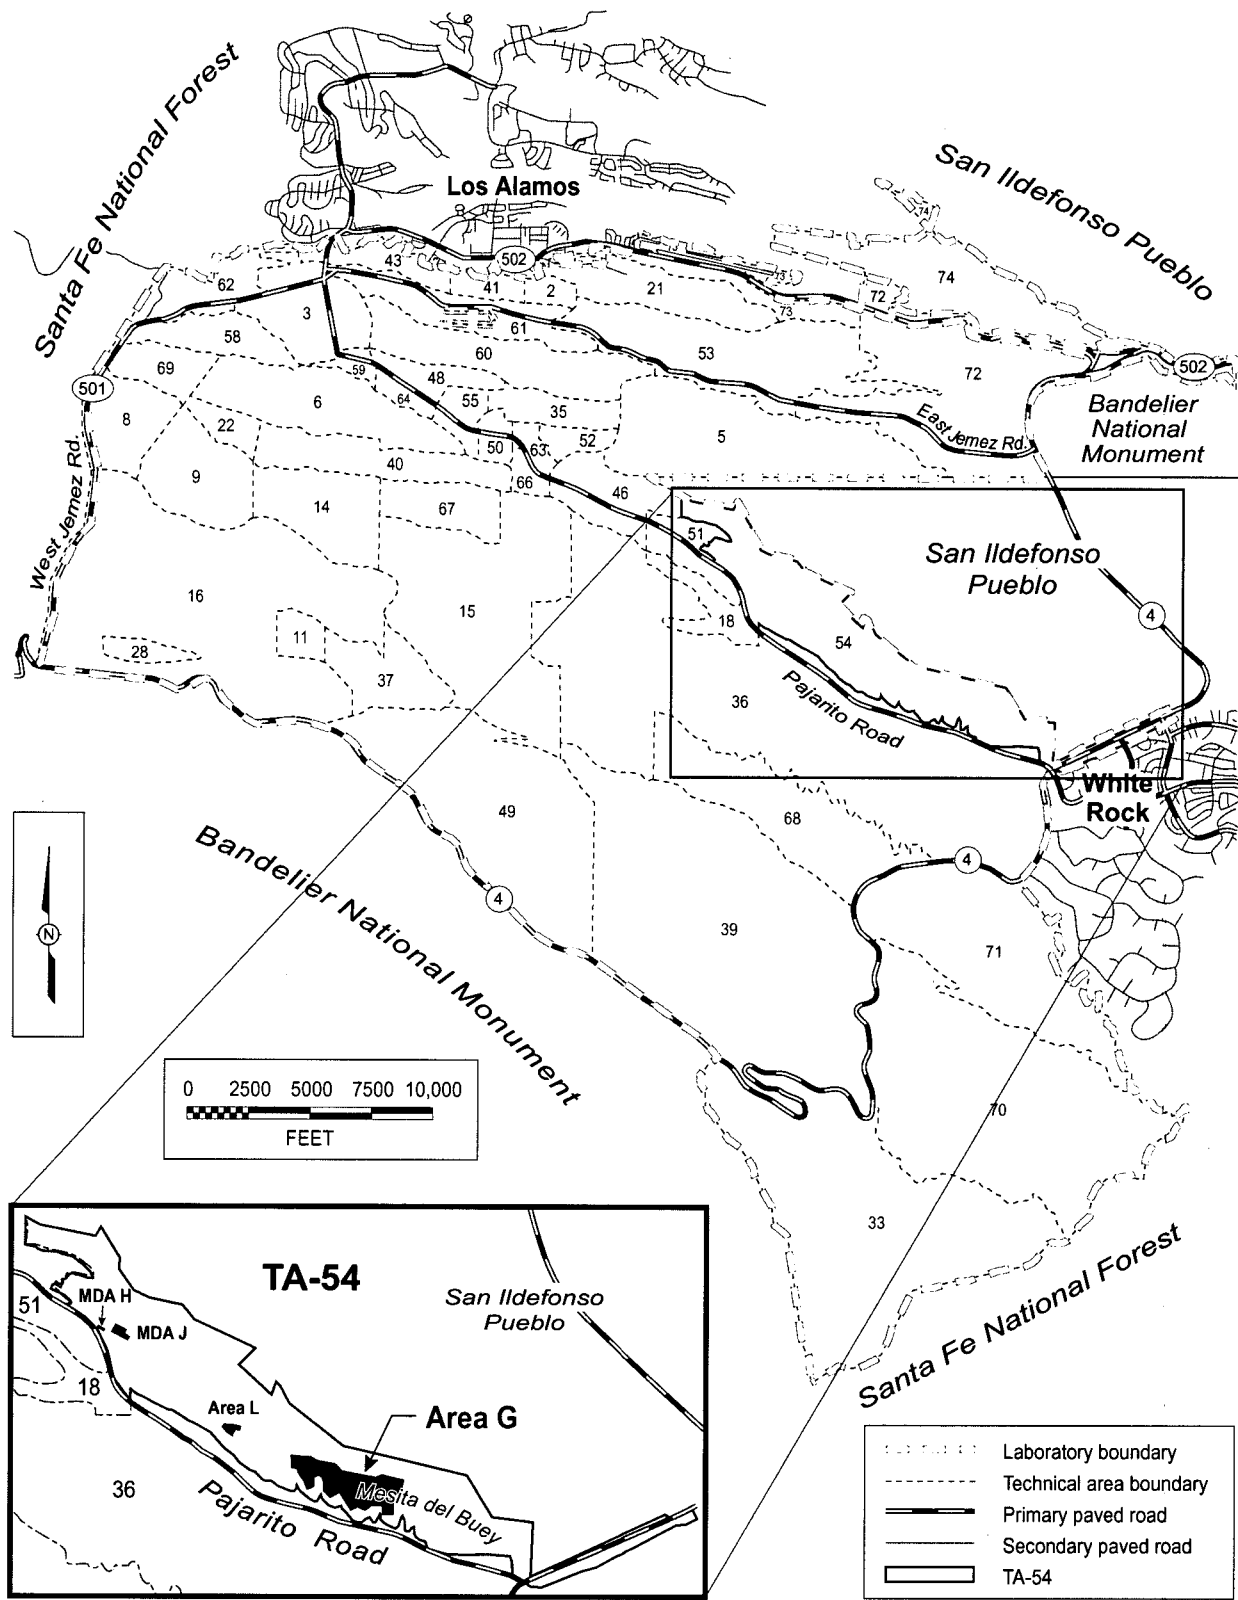 Santa Fe National Forest
San Ildefonso Pueblo
Los Alamos
74
502
43
62
41
2
21
73
72
74
3
61
73
58
60
53
69
59
48
72
502
501
64
55
6
35
8
22
East Jemez Rd.
Bandelier
National
Monument
50
63
52
5
40
9
66
46
14
67
51
West Jemez Rd.
San Ildefonso
Pueblo
16
15
18
4
11
54
28
37
36
Pajarito Road
White
Rock
49
68
Bandelier National Monument
4
4
39
71
N
0 2500 5000 7500 10,000
FEET
70
33
Santa Fe National Forest
TA-54
San Ildefonso
Pueblo
MDA H
51
MDA J
18
Area L
Area G
36
Mesita del Buey
Pajarito Road
Laboratory boundary
Technical area boundary
Primary paved road
Secondary paved road
TA-54